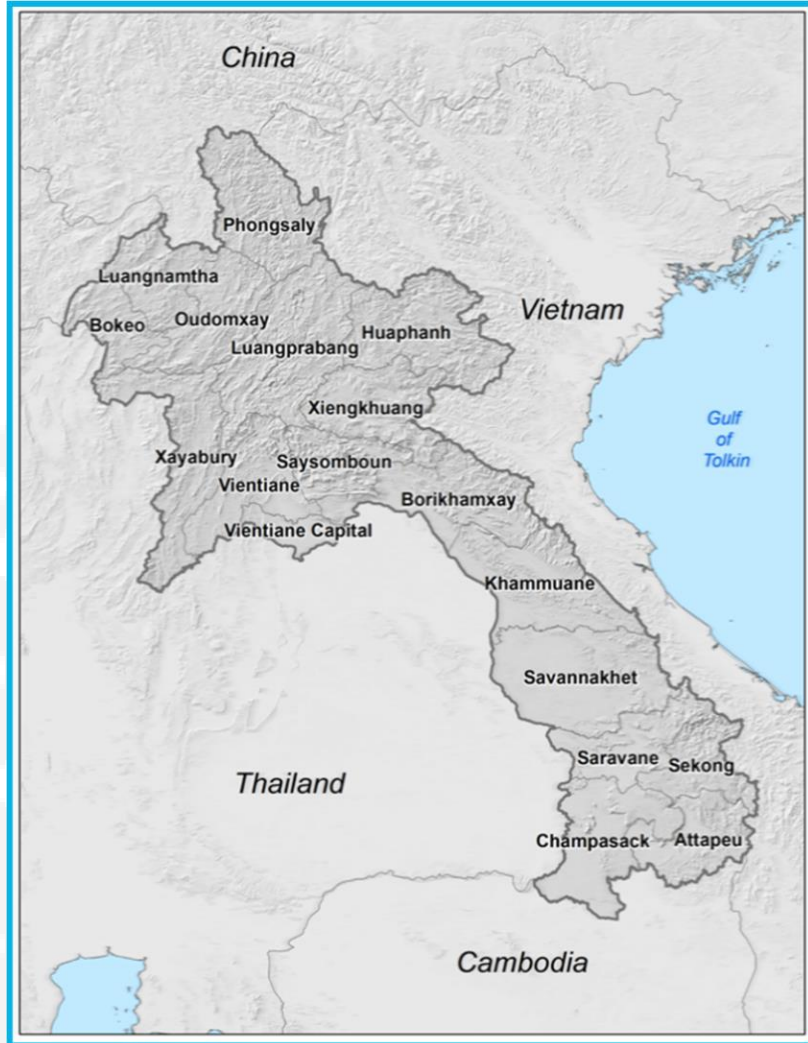 China
Phongsaly
Luangnamtha
Vietnam
Bokeo
Oudomxay
Huaphanh
Luangprabang
Xiengkhuang
Gulf
of
Tolkin
Xayabury
Saysomboun
Vientiane
Borikhamxay
Vientiane Capital
Khammuane
Savannakhet
Saravane
Sekong
Thailand
Champasack
Attapeu
Cambodia